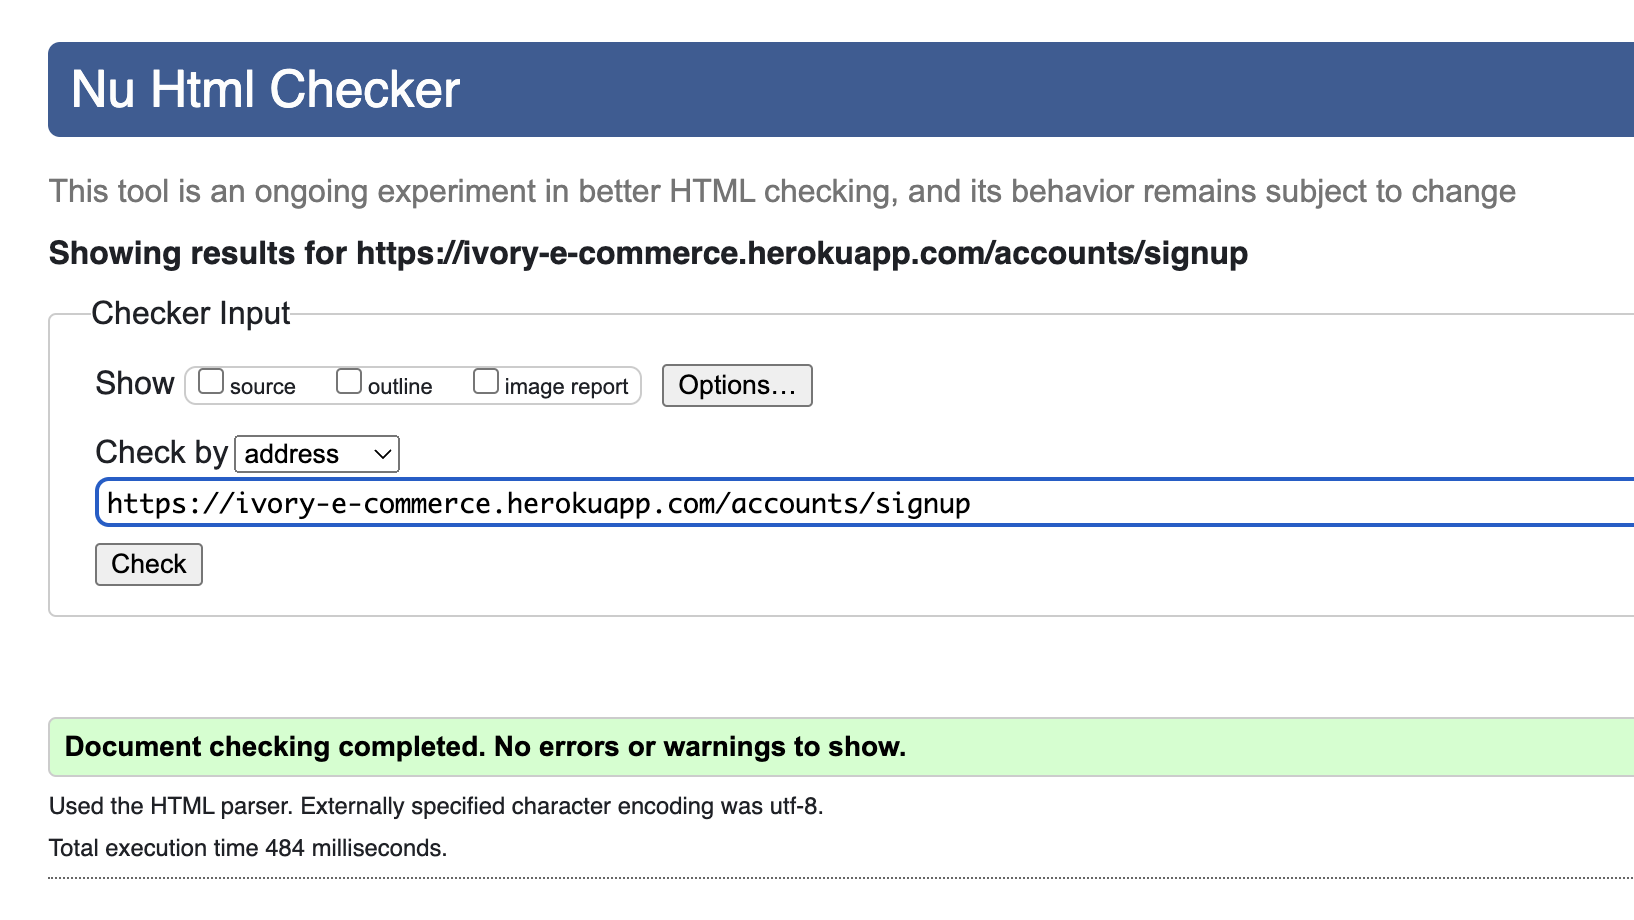 Nu Html Checker
This tool is an ongoing experiment in better HTML checking, and its behavior remains subject to change
Showing results for https://ivory-e-commerce.herokuapp.com/accounts/signup
Checker Input
Show source outline image report Options...
Check by address
https://ivory-e-commerce.herokuapp.com/accounts/signup
Check
Document checking completed. No errors or warnings to show.
Used the HTML parser. Externally specified character encoding was utf-8.
Total execution time 484 milliseconds.